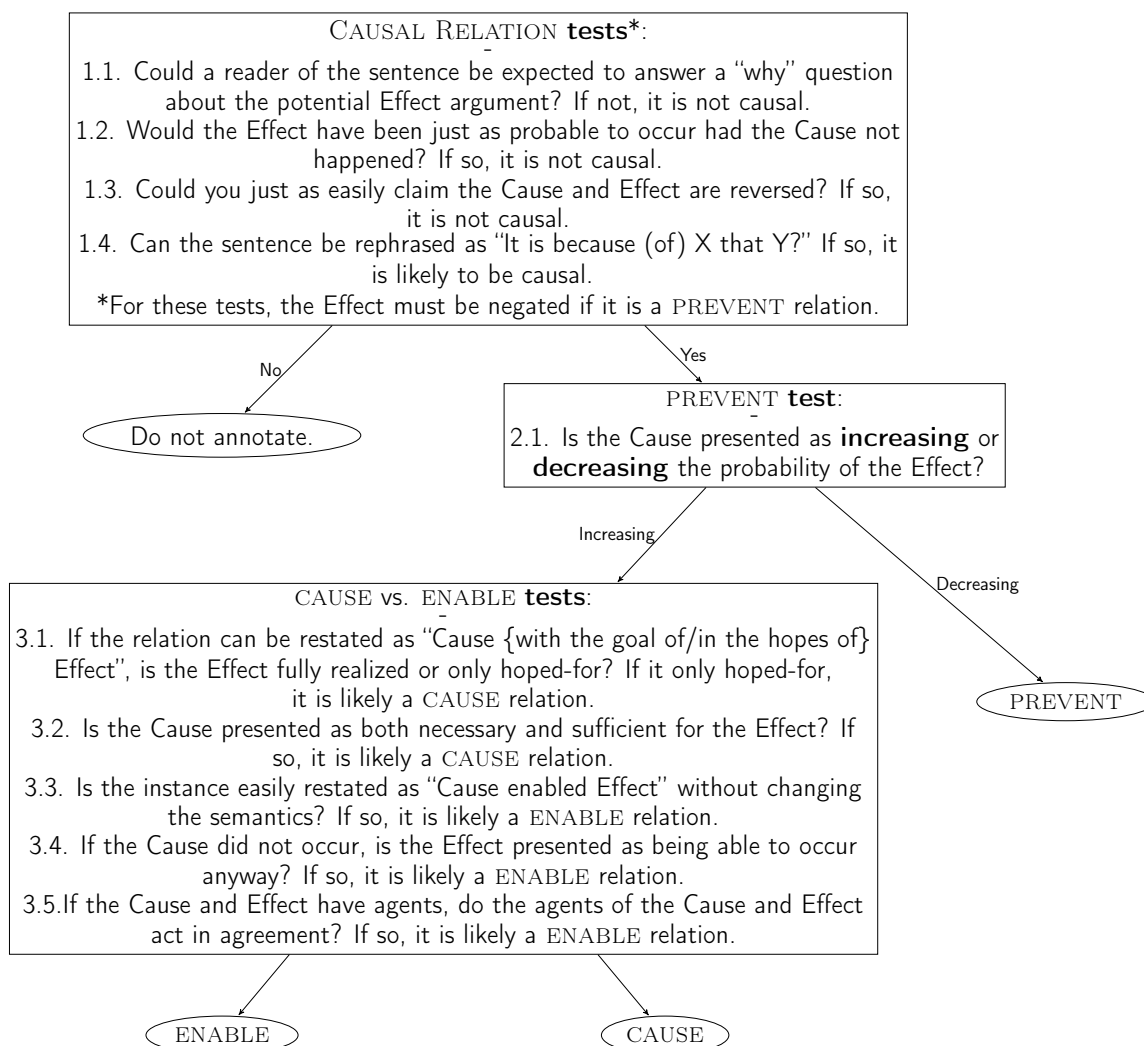 CAUSAL RELATION tests*:
-
1.1. Could a reader of the sentence be expected to answer a “why” question
about the potential Effect argument? If not, it is not causal.
1.2. Would the Effect have been just as probable to occur had the Cause not
happened? If so, it is not causal.
1.3. Could you just as easily claim the Cause and Effect are reversed? If so,
it is not causal.
1.4. Can the sentence be rephrased as “It is because (of) X that Y?” If so, it
is likely to be causal.
*For these tests, the Effect must be negated if it is a PREVENT relation.
No
Yes
Do not annotate.
PREVENT test:
-
2.1. Is the Cause presented as increasing or
decreasing the probability of the Effect?
Increasing
Decreasing
CAUSE vs. ENABLE tests:
-
3.1. If the relation can be restated as “Cause {with the goal of/in the hopes of}
Effect”, is the Effect fully realized or only hoped-for? If it only hoped-for,
it is likely a CAUSE relation.
3.2. Is the Cause presented as both necessary and sufficient for the Effect? If
so, it is likely a CAUSE relation.
3.3. Is the instance easily restated as “Cause enabled Effect” without changing
the semantics? If so, it is likely a ENABLE relation.
3.4. If the Cause did not occur, is the Effect presented as being able to occur
anyway? If so, it is likely a ENABLE relation.
3.5.If the Cause and Effect have agents, do the agents of the Cause and Effect
act in agreement? If so, it is likely a ENABLE relation.
PREVENT
ENABLE
CAUSE